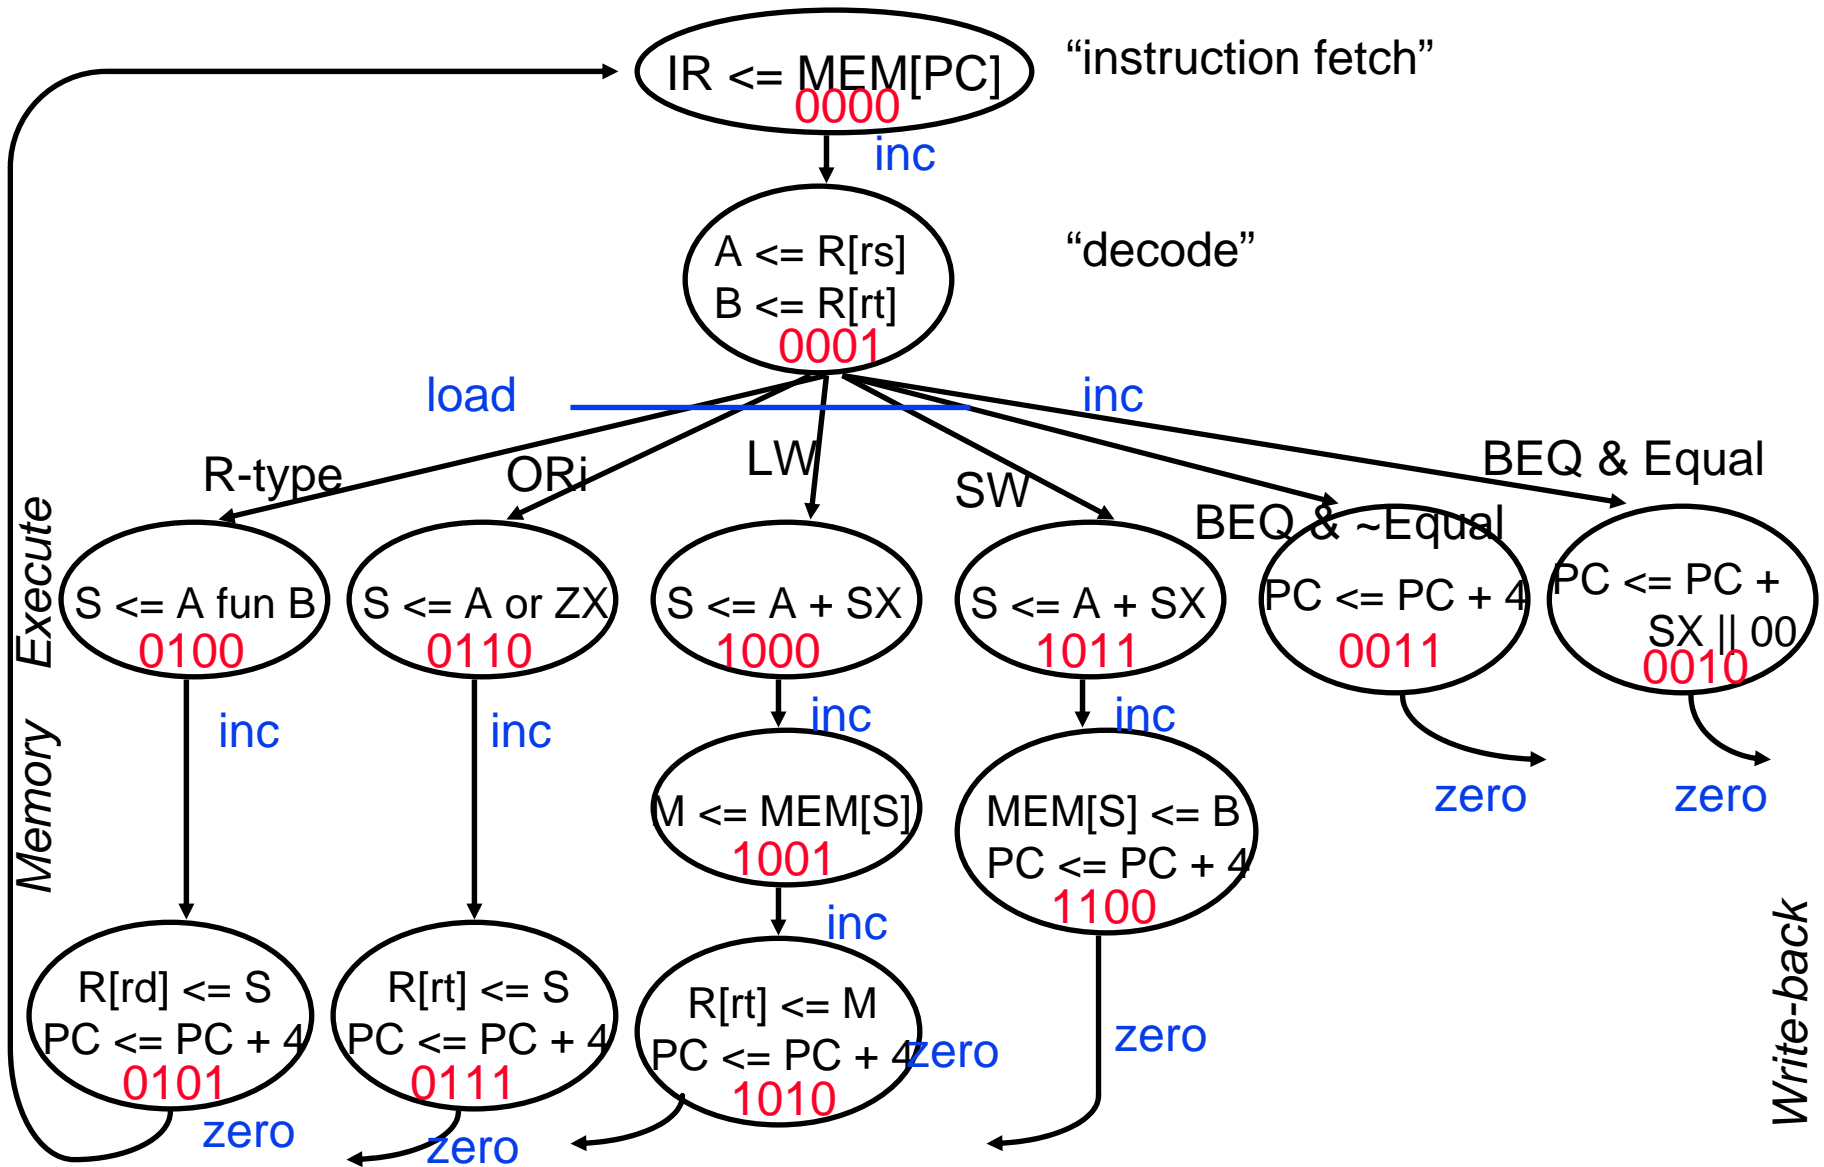 IR <= MEM[PC]
0000
“instruction fetch”
inc
A <= R[rs]
B <= R[rt]
0001
“decode”
load
inc
R-type
ORi
LW
SW
BEQ & ~Equal
BEQ & Equal
Execute
S <= A fun B
0100
S <= A or ZX
0110
S <= A + SX
1000
S <= A + SX
1011
PC <= PC + 4
0011
PC <= PC +
SX || 00
0010
inc
inc
inc
inc
zero
zero
Memory
M <= MEM[S]
1001
MEM[S] <= B
PC <= PC + 4
1100
inc
zero
Write-back
R[rd] <= S
PC <= PC + 4
0101
R[rt] <= S
PC <= PC + 4
0111
R[rt] <= M
PC <= PC + 4
1010
zero
zero
zero